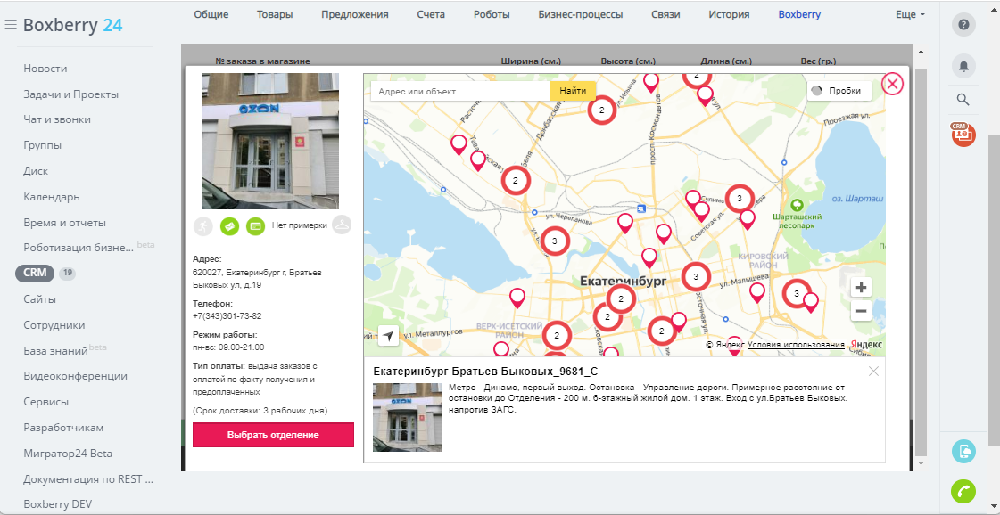 Boxberry 24
Общие
Товары
Предложения
Счета
Роботы
Бизнес-процессы
Связи
История
Boxberry
Еще
Новости
Задачи и Проекты
Чат и звонки
Группы
Диск
Календарь
Время и отчеты
Роботизация бизне... beta
CRM 19
Сайты
Сотрудники
База знаний beta
Видеоконференции
Сервисы
Разработчикам
Мигратор24 Beta
Документация по REST ...
Boxberry DEV
№ заказа в магазине
Ширина (см.)
Высота (см.)
Длина (см.)
Вес (гр.)
OZON
Нет примерки
Адрес:
620027, Екатеринбург г, Братьев
Быковых ул, д.19
Телефон:
+7(343)361-73-82
Режим работы:
пн-вс: 09.00-21.00
Тип оплаты: выдача заказов с
оплатой по факту получения и
предоплаченных
(Срок доставки: 3 рабочих дня)
Выбрать отделение
Адрес или объект
Найти
Пробки
2
2
2
3
3
3
3
2
2
2
2
ул. Ильича
Донбасская ул.
просп. Космонавтов
Проезжая ул.
оз. Шарташ
Шарташский
лесопарк
ул. Черепанова
Советская ул.
КИРОВСКИЙ
РАЙОН
Екатеринбург
ул. Малышева
ВЕРХ-ИСЕТСКИЙ
РАЙОН
ул. Металлургов
Восточная ул.
© Яндекс Условия использования
Яндекс
Екатеринбург Братьев Быковых_9681_С
Метро - Динамо, первый выход. Остановка - Управление дороги. Примерное расстояние от
остановки до Отделения - 200 м. 6-этажный жилой дом. 1 этаж. Вход с ул.Братьев Быковых.
напротив ЗАГС.
CRM